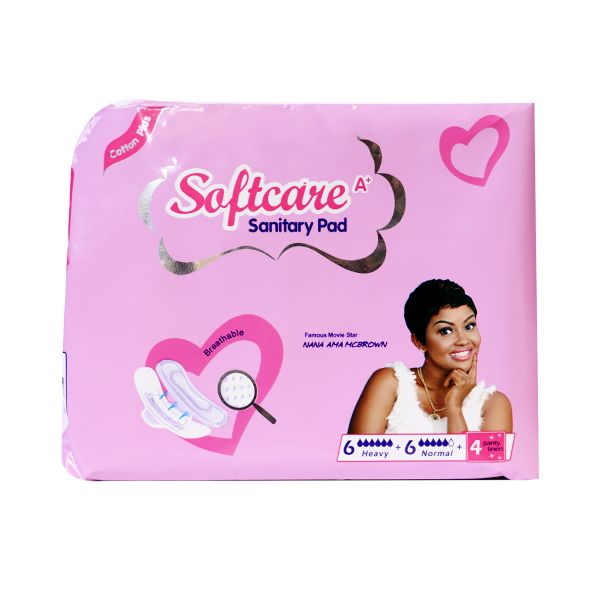 Cotton plus
Softcare A+
Sanitary Pad
Breathable
Famous Movie Star
NANA AMA MCBROWN
6 Heavy + 6 Normal + 4 panty liners